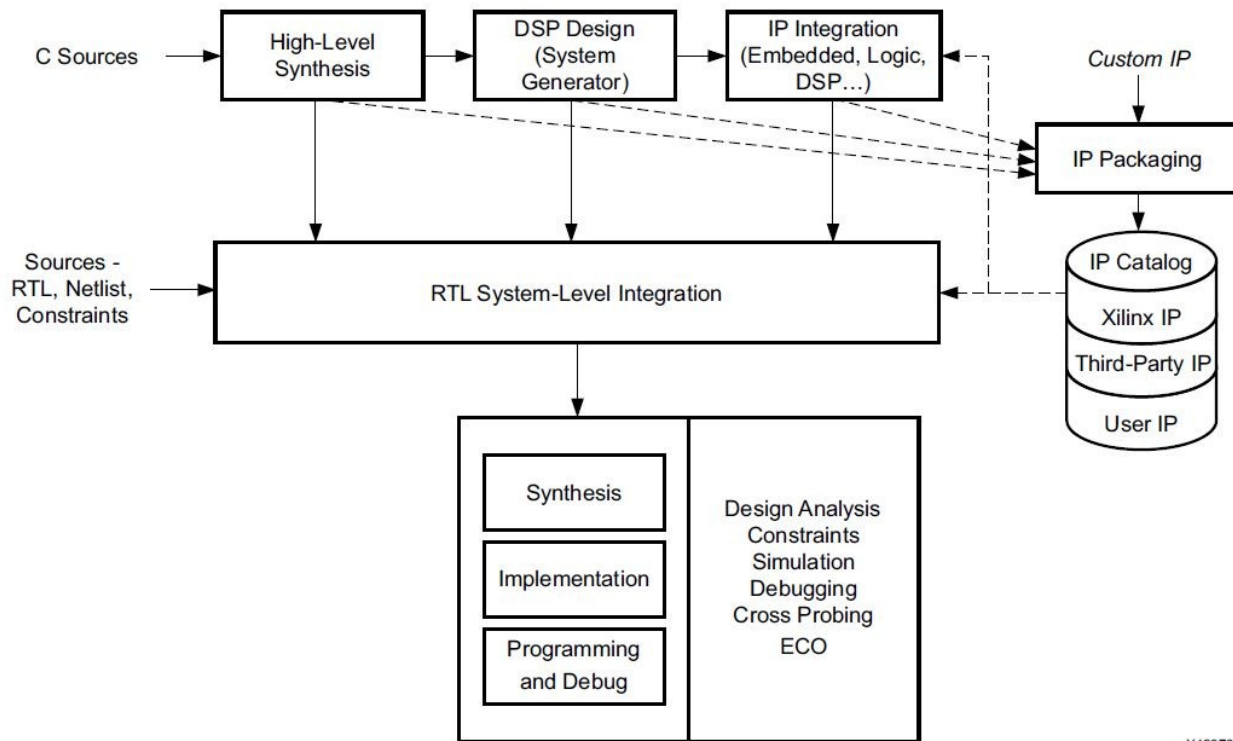 C Sources
High-Level
Synthesis
DSP Design
(System
Generator)
IP Integration
(Embedded, Logic,
DSP…)
Custom IP
IP Packaging
Sources -
RTL, Netlist,
Constraints
RTL System-Level Integration
IP Catalog
Xilinx IP
Third-Party IP
User IP
Synthesis
Implementation
Programming
and Debug
Design Analysis
Constraints
Simulation
Debugging
Cross Probing
ECO